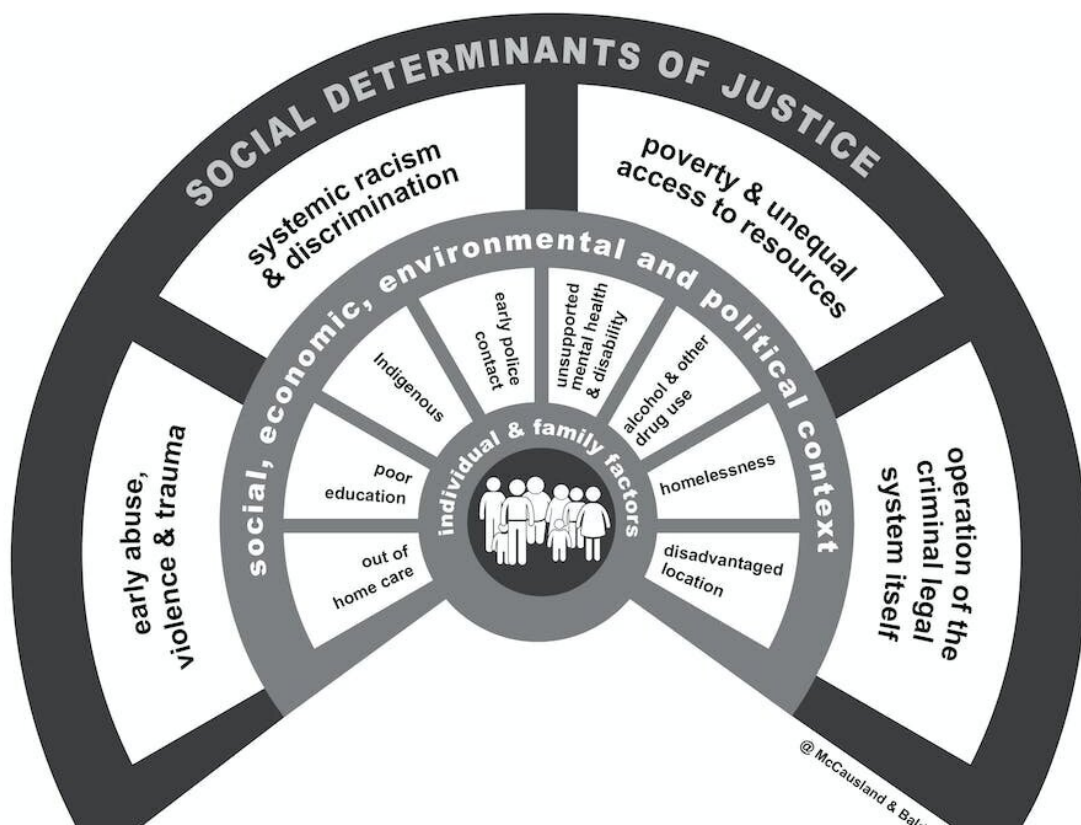 SOCIAL DETERMINANTS OF JUSTICE
early abuse,
violence & trauma
systemic racism
& discrimination
poverty & unequal
access to resources
operation of the
criminal legal
system itself
social, economic, environmental and political context
out of
home care
poor
education
Indigenous
early police
contact
unsupported
mental health
& disability
alcohol & other
drug use
homelessness
disadvantaged
location
individual & family factors
@ McCausland &